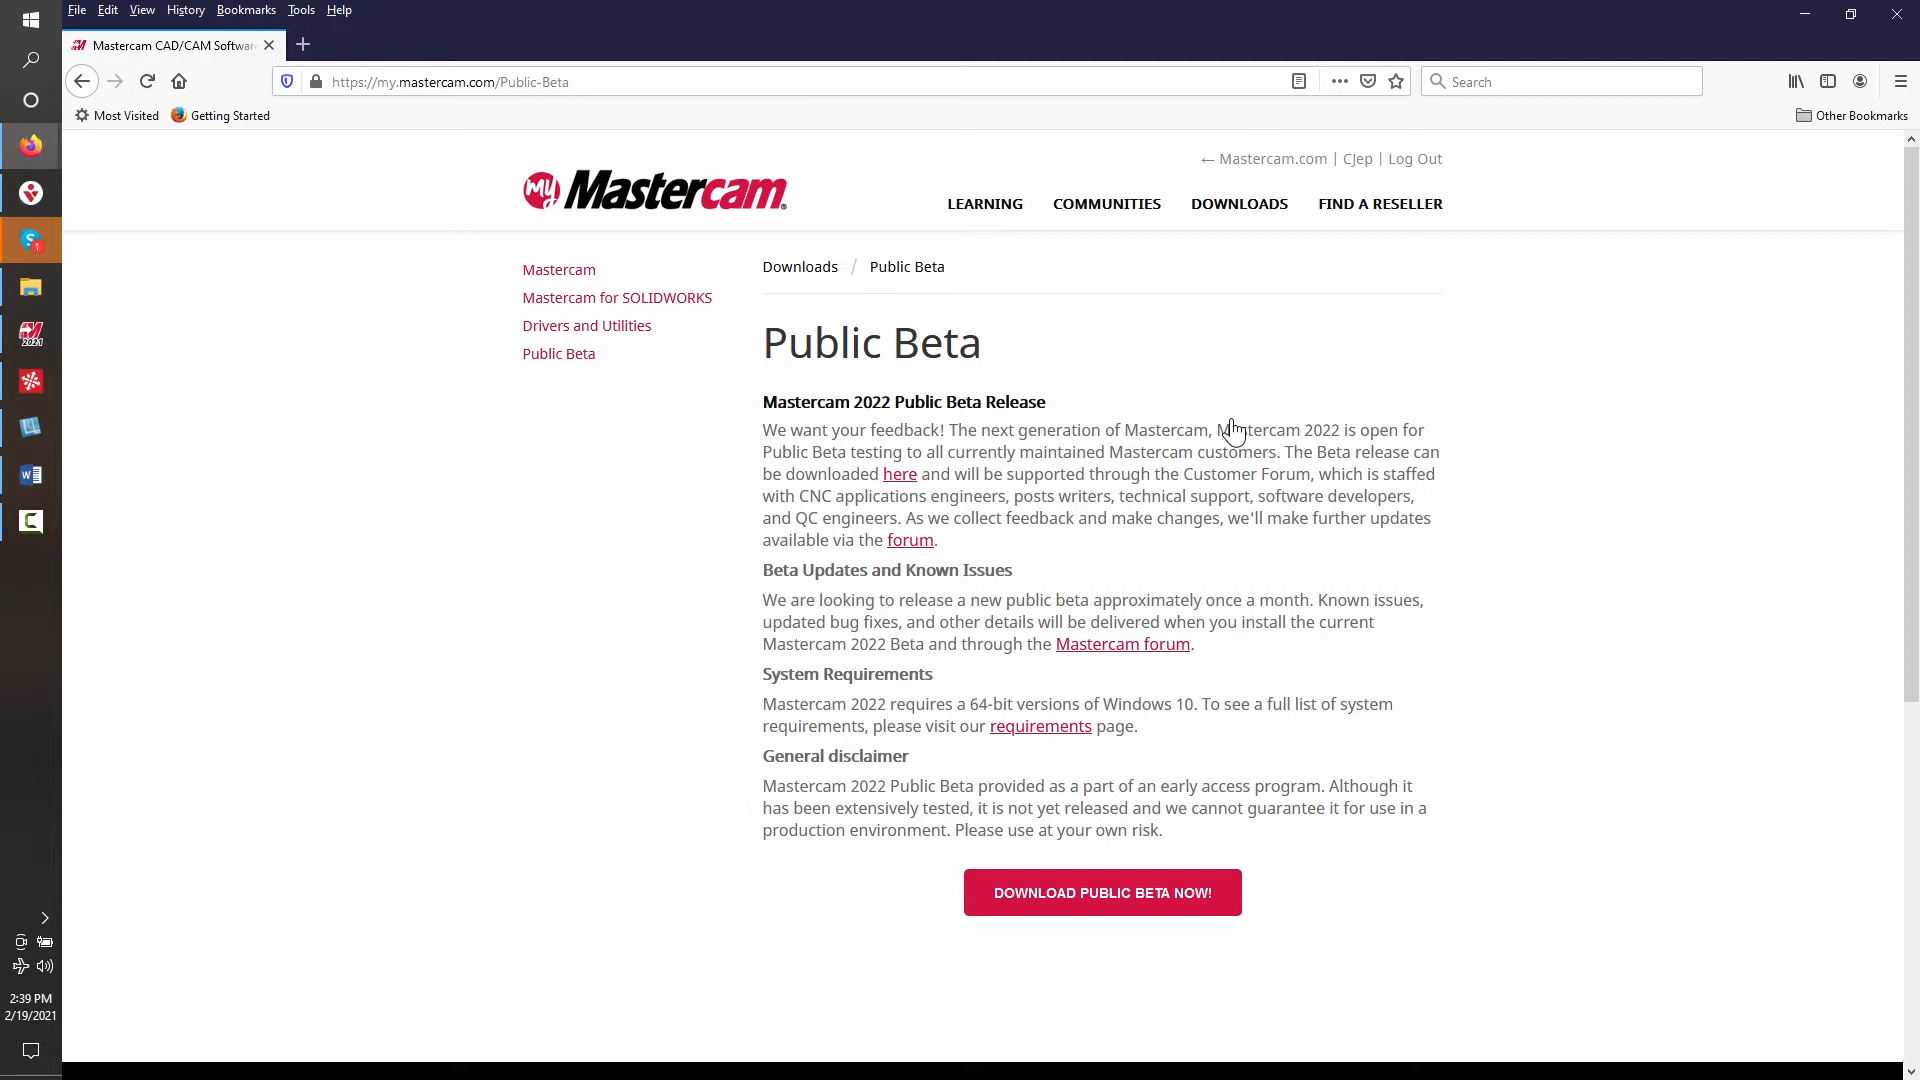 File Edit View History Bookmarks Tools Help
Mastercam CAD/CAM Softwar
https://my.mastercam.com/Public-Beta
Search
Most Visited Getting Started
Other Bookmarks
← Mastercam.com | CJep | Log Out
my Mastercam
LEARNING COMMUNITIES DOWNLOADS FIND A RESELLER
Mastercam
Mastercam for SOLIDWORKS
Drivers and Utilities
Public Beta
Downloads / Public Beta
Public Beta
Mastercam 2022 Public Beta Release
We want your feedback! The next generation of Mastercam, Mastercam 2022 is open for
Public Beta testing to all currently maintained Mastercam customers. The Beta release can
be downloaded here and will be supported through the Customer Forum, which is staffed
with CNC applications engineers, posts writers, technical support, software developers,
and QC engineers. As we collect feedback and make changes, we'll make further updates
available via the forum.
Beta Updates and Known Issues
We are looking to release a new public beta approximately once a month. Known issues,
updated bug fixes, and other details will be delivered when you install the current
Mastercam 2022 Beta and through the Mastercam forum.
System Requirements
Mastercam 2022 requires a 64-bit versions of Windows 10. To see a full list of system
requirements, please visit our requirements page.
General disclaimer
Mastercam 2022 Public Beta provided as a part of an early access program. Although it
has been extensively tested, it is not yet released and we cannot guarantee it for use in a
production environment. Please use at your own risk.
DOWNLOAD PUBLIC BETA NOW!
S 1
2021
W
C
2:39 PM
2/19/2021